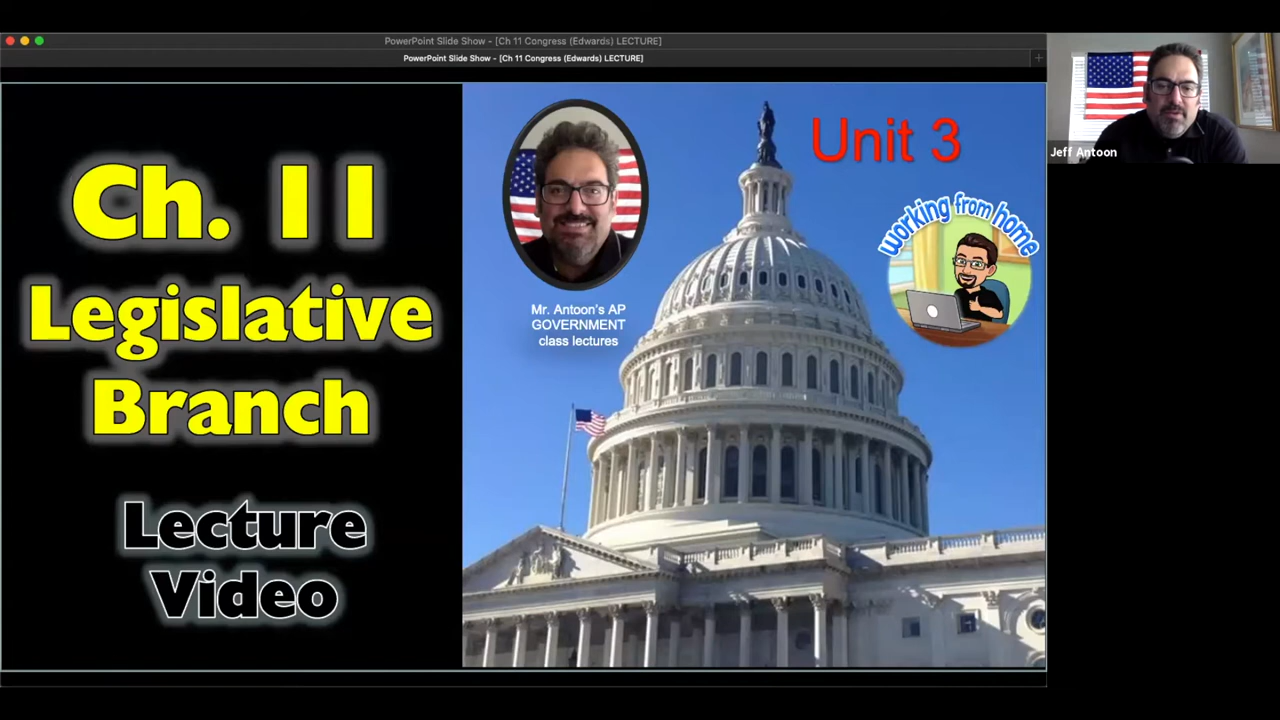 PowerPoint Slide Show - [Ch 11 Congress (Edwards) LECTURE]
PowerPoint Slide Show - [Ch 11 Congress (Edwards) LECTURE]
Ch. 11
Legislative
Branch
Lecture
Video
Mr. Antoon's AP
GOVERNMENT
class lectures
Unit 3
working from home
Jeff Antoon